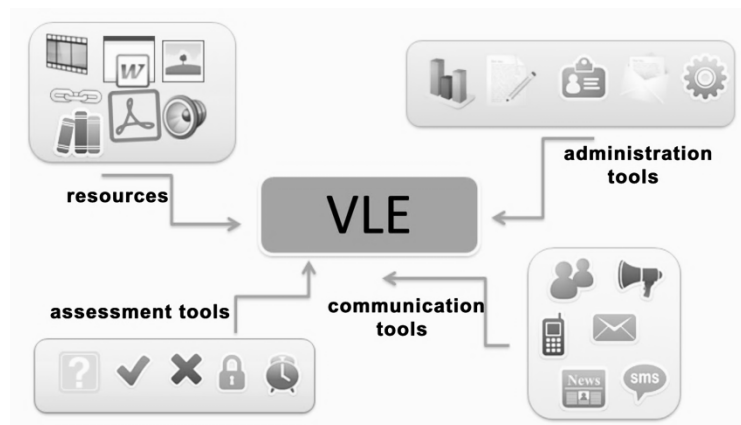 W
resources
administration
tools
VLE
assessment tools
communication
tools
?
News
sms